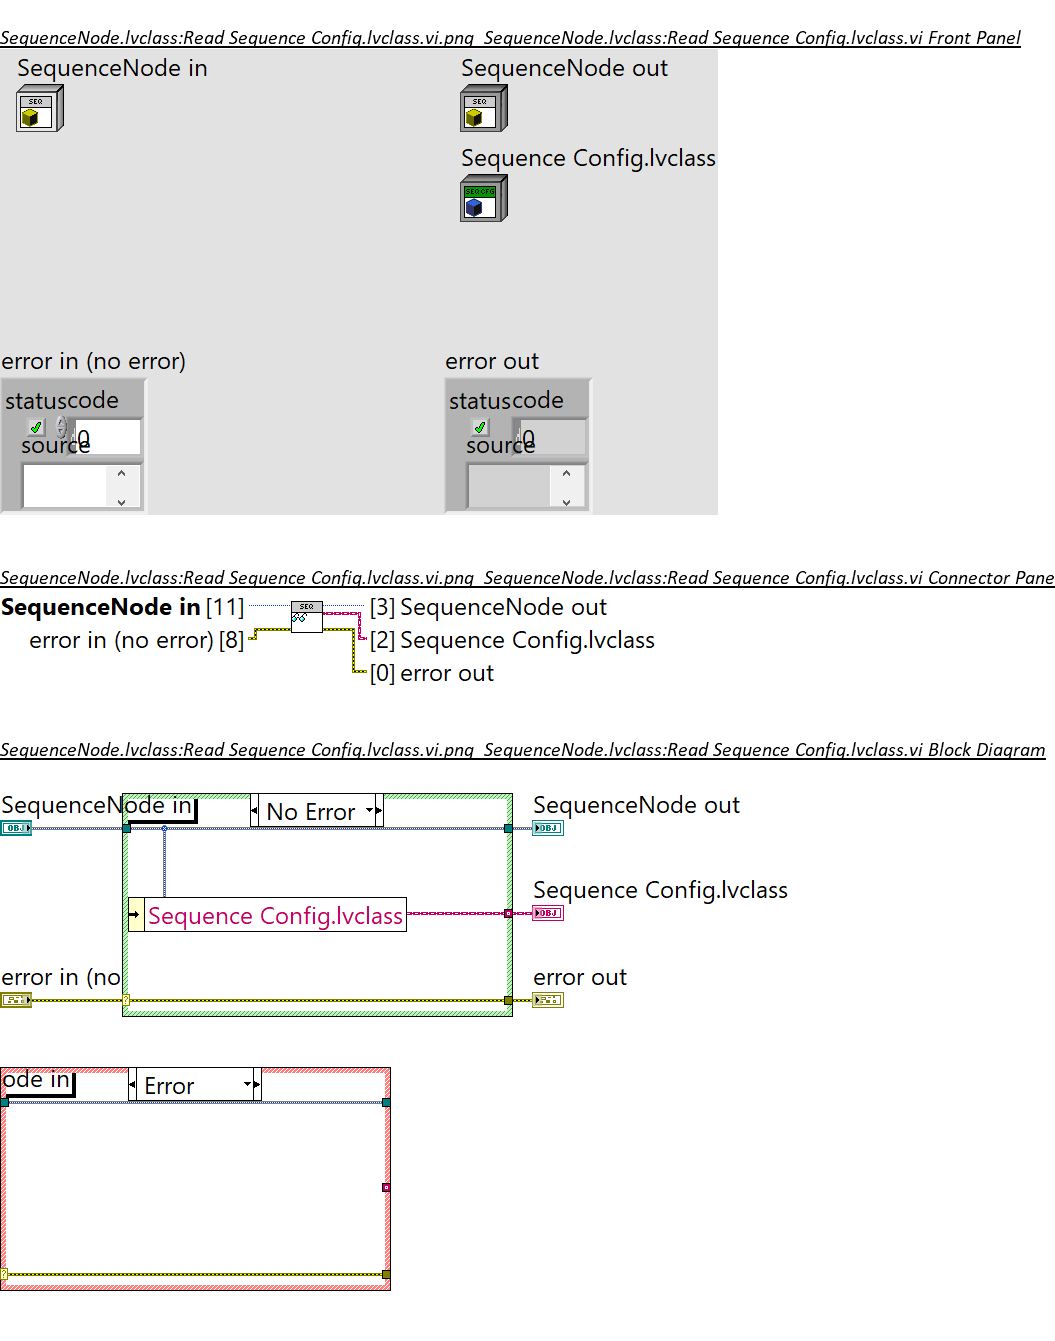 SequenceNode.lvclass:Read Sequence Config.lvclass.vi.png SequenceNode.lvclass:Read Sequence Config.lvclass.vi Front Panel
SequenceNode in
SequenceNode out
SEQ
SEQ
Sequence Config.lvclass
SEQ CFG
error in (no error)
error out
status code
status code
0
0
source
source
SequenceNode.lvclass:Read Sequence Config.lvclass.vi.png SequenceNode.lvclass:Read Sequence Config.lvclass.vi Connector Pane
SequenceNode in [11]
SEQ
[3] SequenceNode out
error in (no error) [8]
[2] Sequence Config.lvclass
[0] error out
SequenceNode.lvclass:Read Sequence Config.lvclass.vi.png SequenceNode.lvclass:Read Sequence Config.lvclass.vi Block Diagram
SequenceNode in
No Error
SequenceNode out
OBJ
OBJ
Sequence Config.lvclass
Sequence Config.lvclass
OBJ
error in (no
error out
?
ode in
Error
?